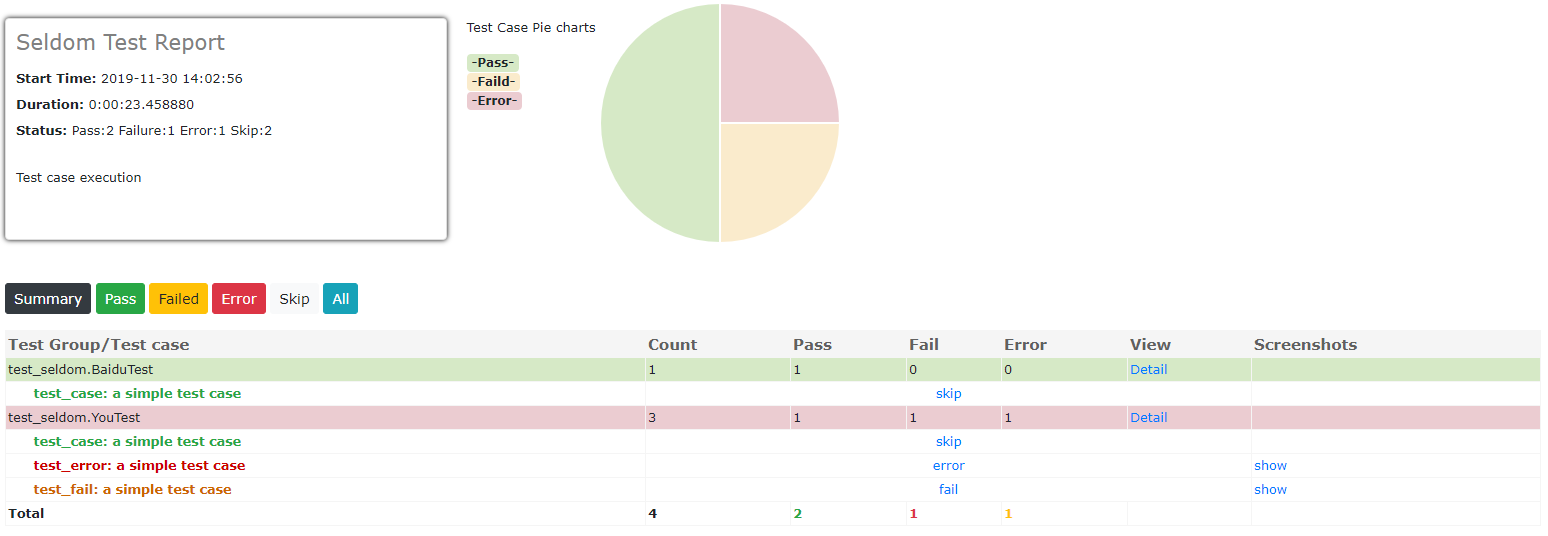 Seldom Test Report
Start Time: 2019-11-30 14:02:56
Duration: 0:00:23.458880
Status: Pass:2 Failure:1 Error:1 Skip:2
Test case execution
Test Case Pie charts
-Pass-
-Faild-
-Error-
Summary Pass Failed Error Skip All
Test Group/Test case Count Pass Fail Error View Screenshots
test_seldom.BaiduTest 1 1 0 0 Detail
test_case: a simple test case skip
test_seldom.YouTest 3 1 1 1 Detail
test_case: a simple test case skip
test_error: a simple test case error show
test_fail: a simple test case fail show
Total 4 2 1 1